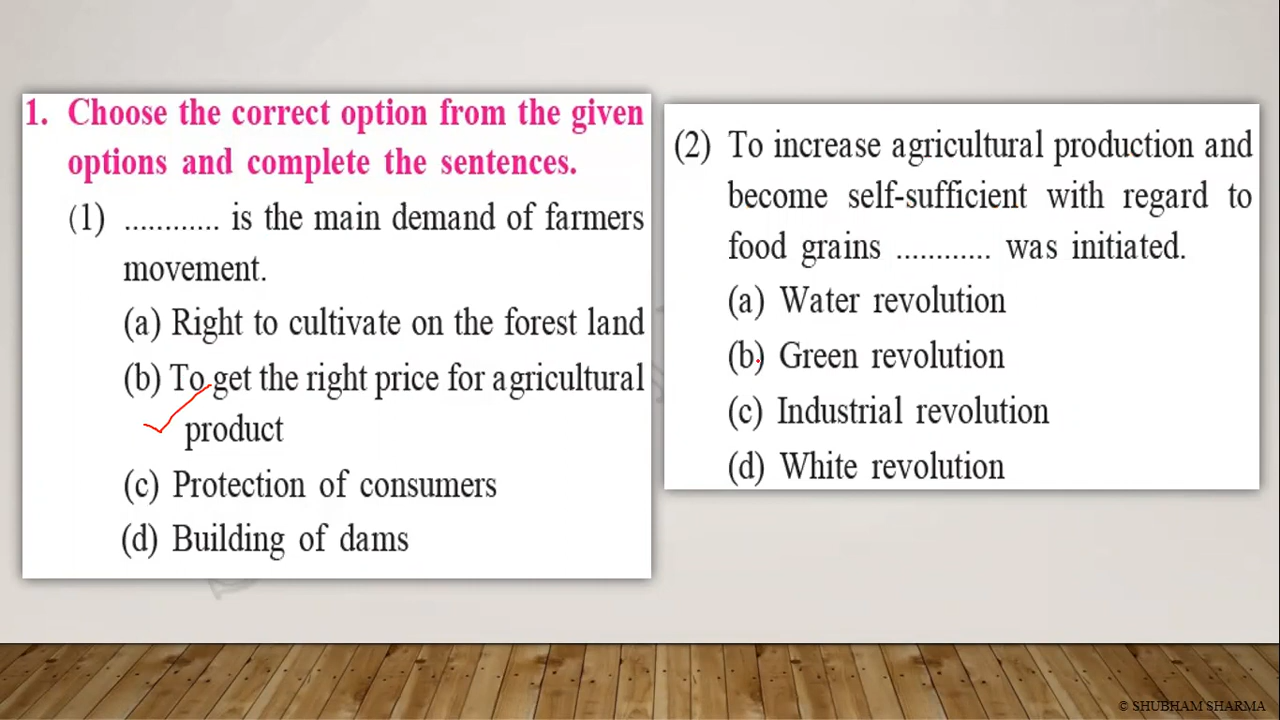 1. Choose the correct option from the given
options and complete the sentences.
(1) ............ is the main demand of farmers
movement.
(a) Right to cultivate on the forest land
(b) To get the right price for agricultural
product
(c) Protection of consumers
(d) Building of dams
(2) To increase agricultural production and
become self-sufficient with regard to
food grains ............ was initiated.
(a) Water revolution
(b) Green revolution
(c) Industrial revolution
(d) White revolution
© SHUBHAM SHARMA